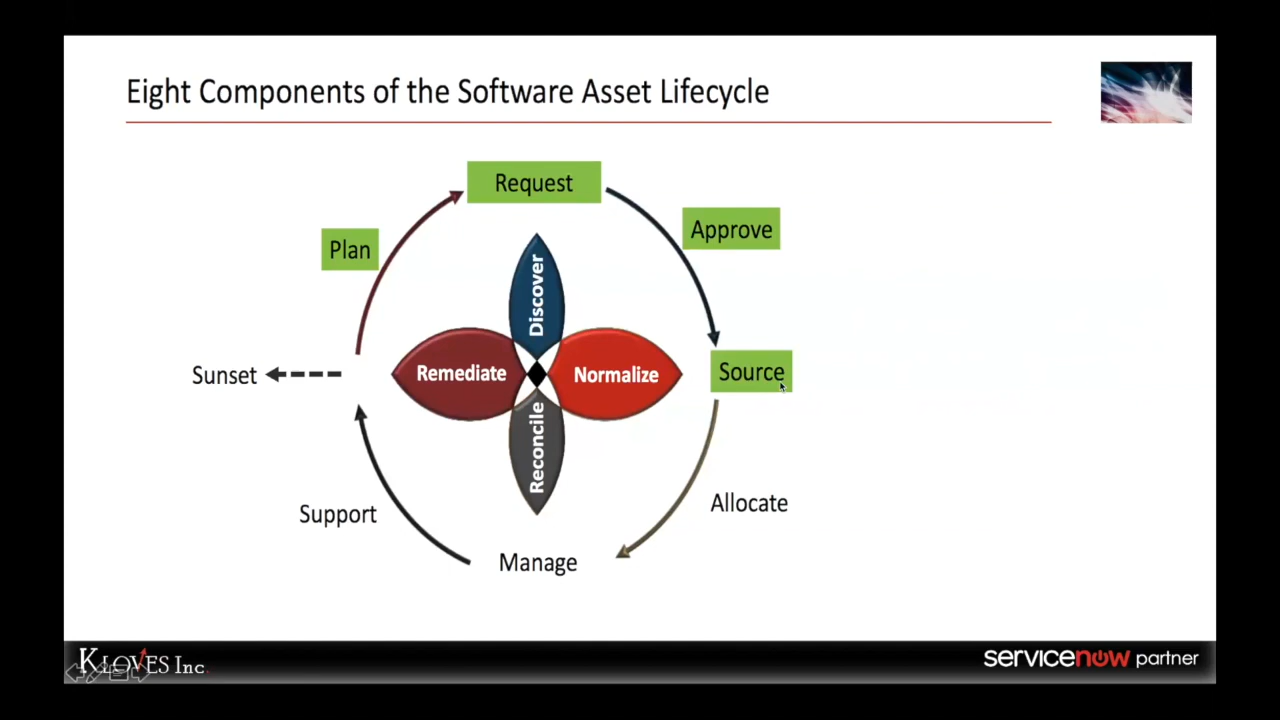 Eight Components of the Software Asset Lifecycle
Request
Approve
Plan
Discover
Remediate
Normalize
Source
Sunset
Reconcile
Allocate
Support
Manage
KLOVES Inc.
servicenow partner